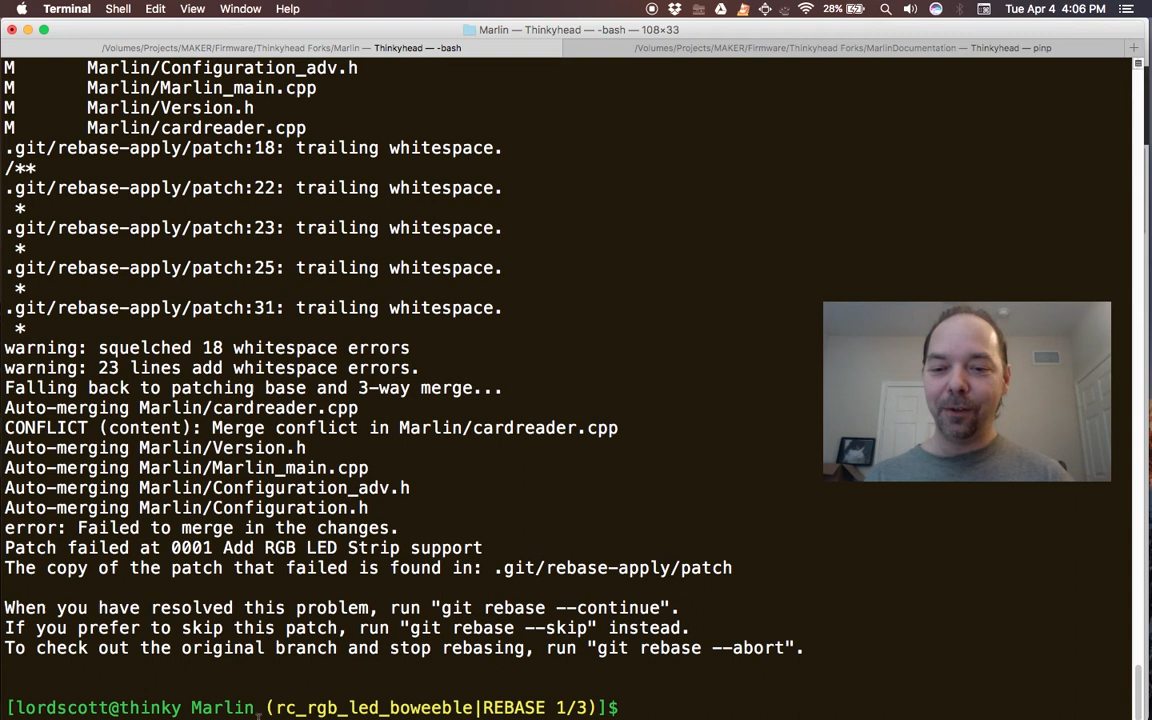 Terminal Shell Edit View Window Help 28% Tue Apr 4 4:06 PM
Marlin — Thinkyhead — -bash — 108×33
/Volumes/Projects/MAKER/Firmware/Thinkyhead Forks/Marlin — Thinkyhead — -bash
/Volumes/Projects/MAKER/Firmware/Thinkyhead Forks/MarlinDocumentation — Thinkyhead — pinp +
M Marlin/Configuration_adv.h
M Marlin/Marlin_main.cpp
M Marlin/Version.h
M Marlin/cardreader.cpp
.git/rebase-apply/patch:18: trailing whitespace.
/**
.git/rebase-apply/patch:22: trailing whitespace.
*
.git/rebase-apply/patch:23: trailing whitespace.
*
.git/rebase-apply/patch:25: trailing whitespace.
*
.git/rebase-apply/patch:31: trailing whitespace.
*
warning: squelched 18 whitespace errors
warning: 23 lines add whitespace errors.
Falling back to patching base and 3-way merge...
Auto-merging Marlin/cardreader.cpp
CONFLICT (content): Merge conflict in Marlin/cardreader.cpp
Auto-merging Marlin/Version.h
Auto-merging Marlin/Marlin_main.cpp
Auto-merging Marlin/Configuration_adv.h
Auto-merging Marlin/Configuration.h
error: Failed to merge in the changes.
Patch failed at 0001 Add RGB LED Strip support
The copy of the patch that failed is found in: .git/rebase-apply/patch
When you have resolved this problem, run "git rebase --continue".
If you prefer to skip this patch, run "git rebase --skip" instead.
To check out the original branch and stop rebasing, run "git rebase --abort".
[lordscott@thinky Marlin (rc_rgb_led_boweeble|REBASE 1/3)]$